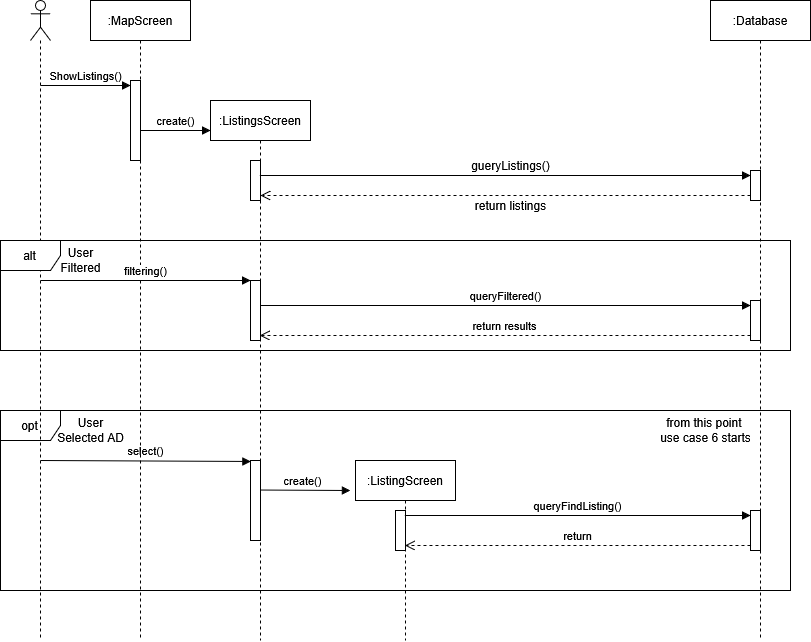 :MapScreen
:Database
ShowListings()
create()
:ListingsScreen
gueryListings()
return listings
alt
User
Filtered
filtering()
queryFiltered()
return results
opt
User
Selected AD
from this point
use case 6 starts
select()
create()
:ListingScreen
queryFindListing()
return